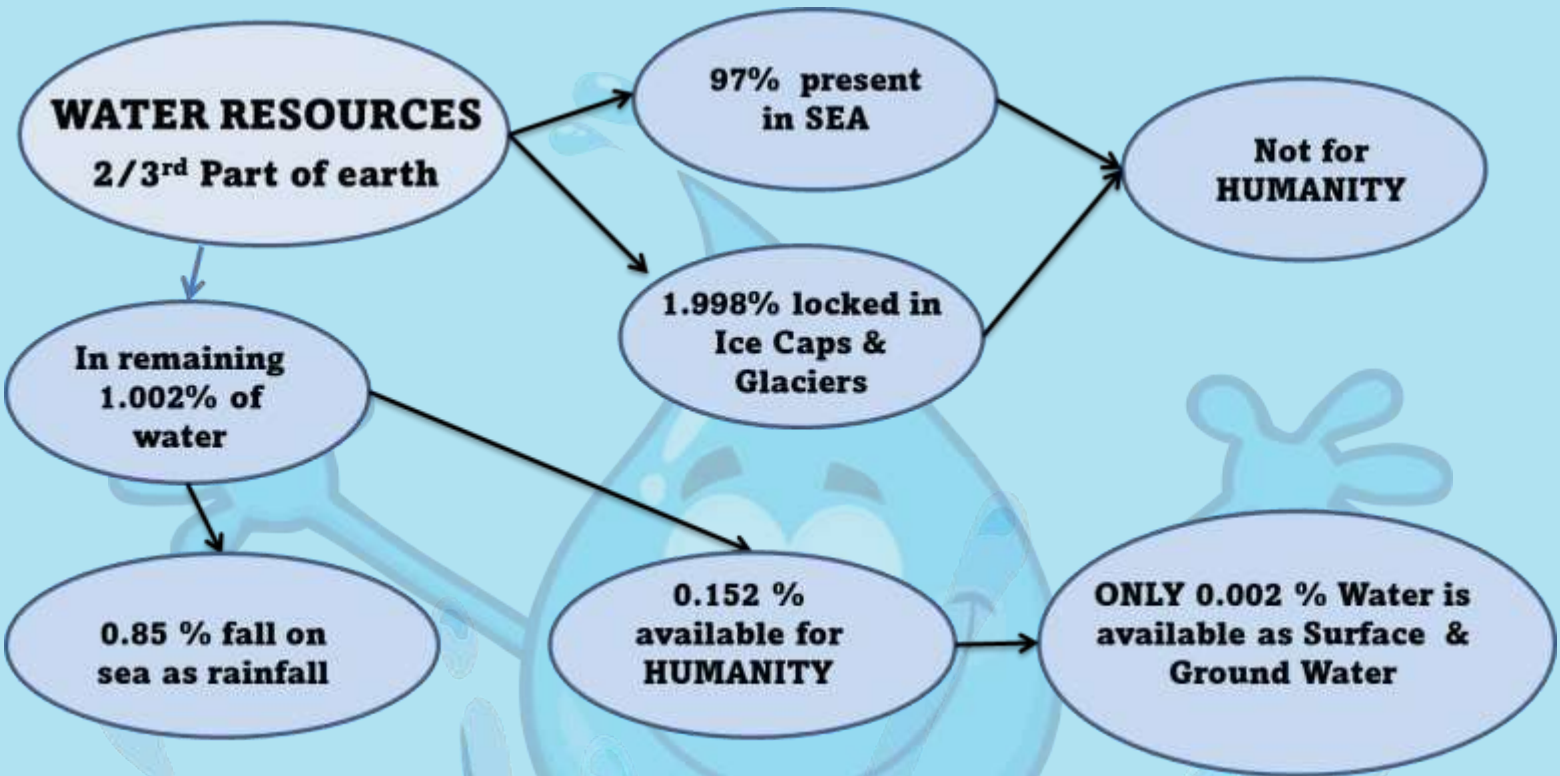 WATER RESOURCES
2/3rd Part of earth
97% present
in SEA
Not for
HUMANITY
1.998% locked in
Ice Caps &
Glaciers
In remaining
1.002% of
water
0.85 % fall on
sea as rainfall
0.152 %
available for
HUMANITY
ONLY 0.002 % Water is
available as Surface &
Ground Water